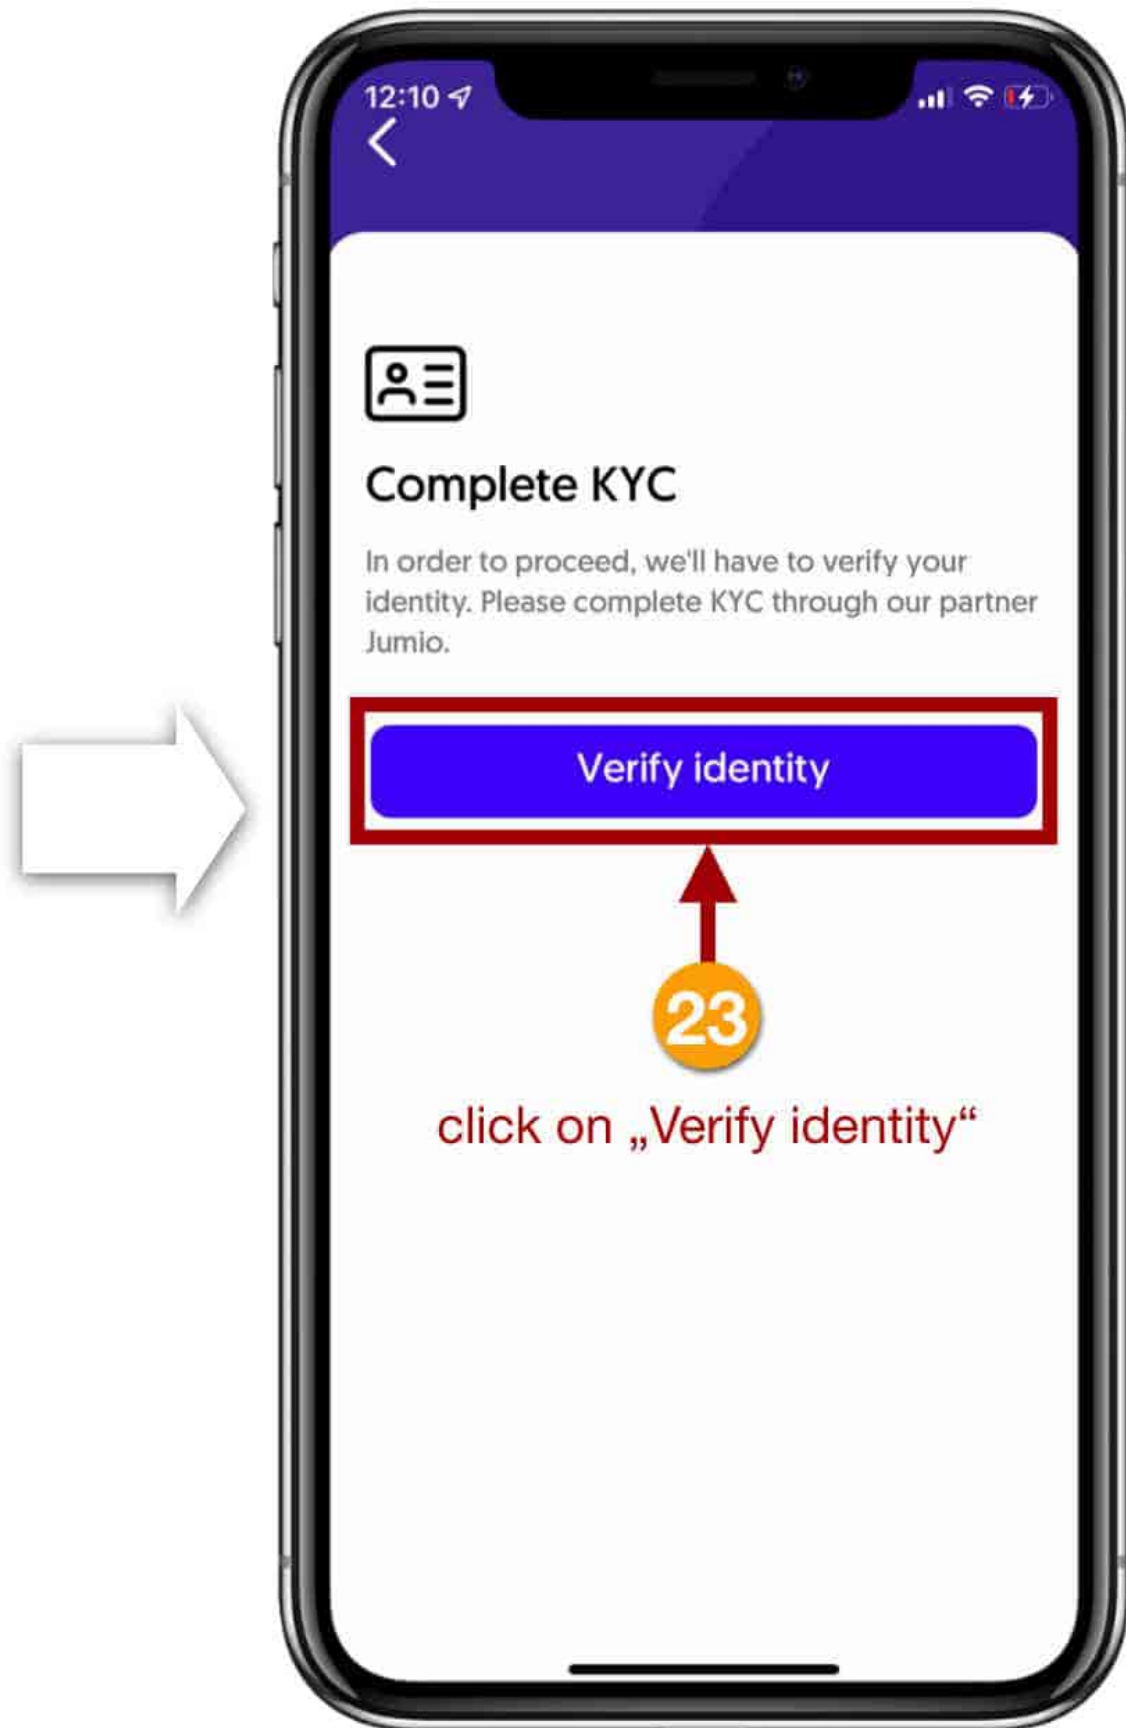 12:10
Complete KYC
In order to proceed, we'll have to verify your
identity. Please complete KYC through our partner
Jumio.
Verify identity
23
click on „Verify identity“